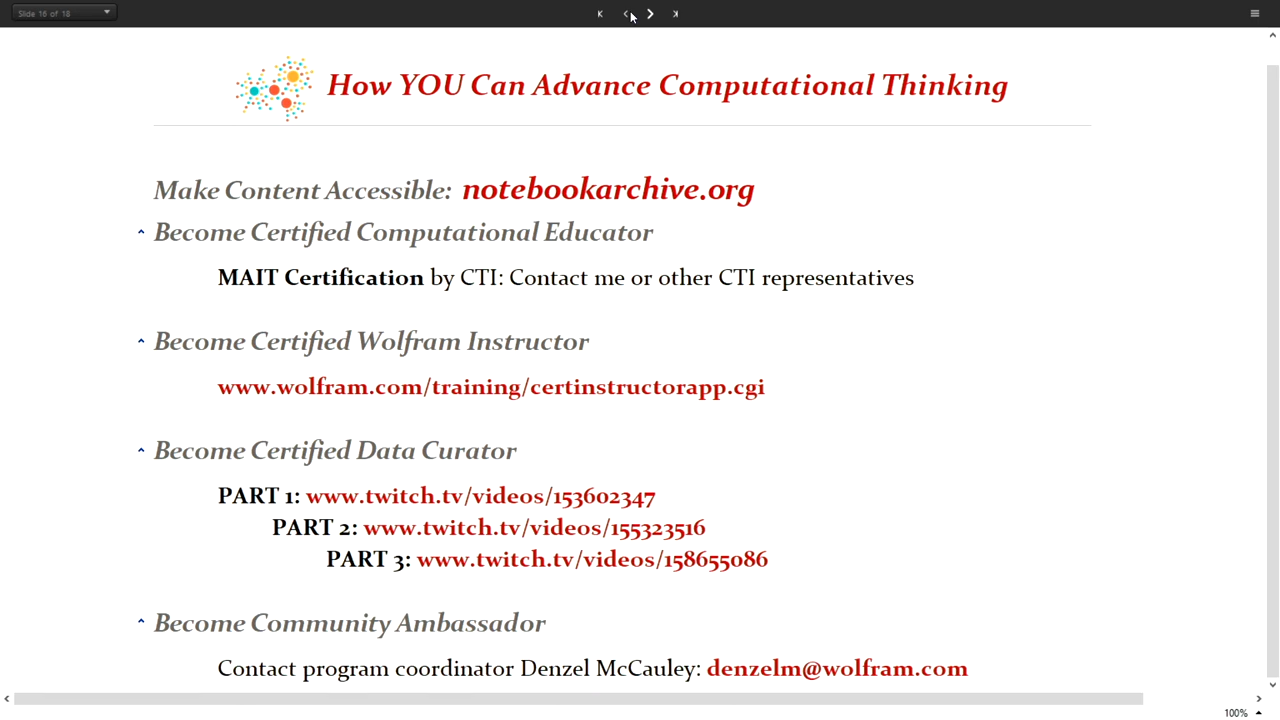 Slide 16 of 18
How YOU Can Advance Computational Thinking
Make Content Accessible: notebookarchive.org
Become Certified Computational Educator
MAIT Certification by CTI: Contact me or other CTI representatives
Become Certified Wolfram Instructor
www.wolfram.com/training/certinstructorapp.cgi
Become Certified Data Curator
PART 1: www.twitch.tv/videos/153602347
PART 2: www.twitch.tv/videos/155323516
PART 3: www.twitch.tv/videos/158655086
Become Community Ambassador
Contact program coordinator Denzel McCauley: denzelm@wolfram.com
100%